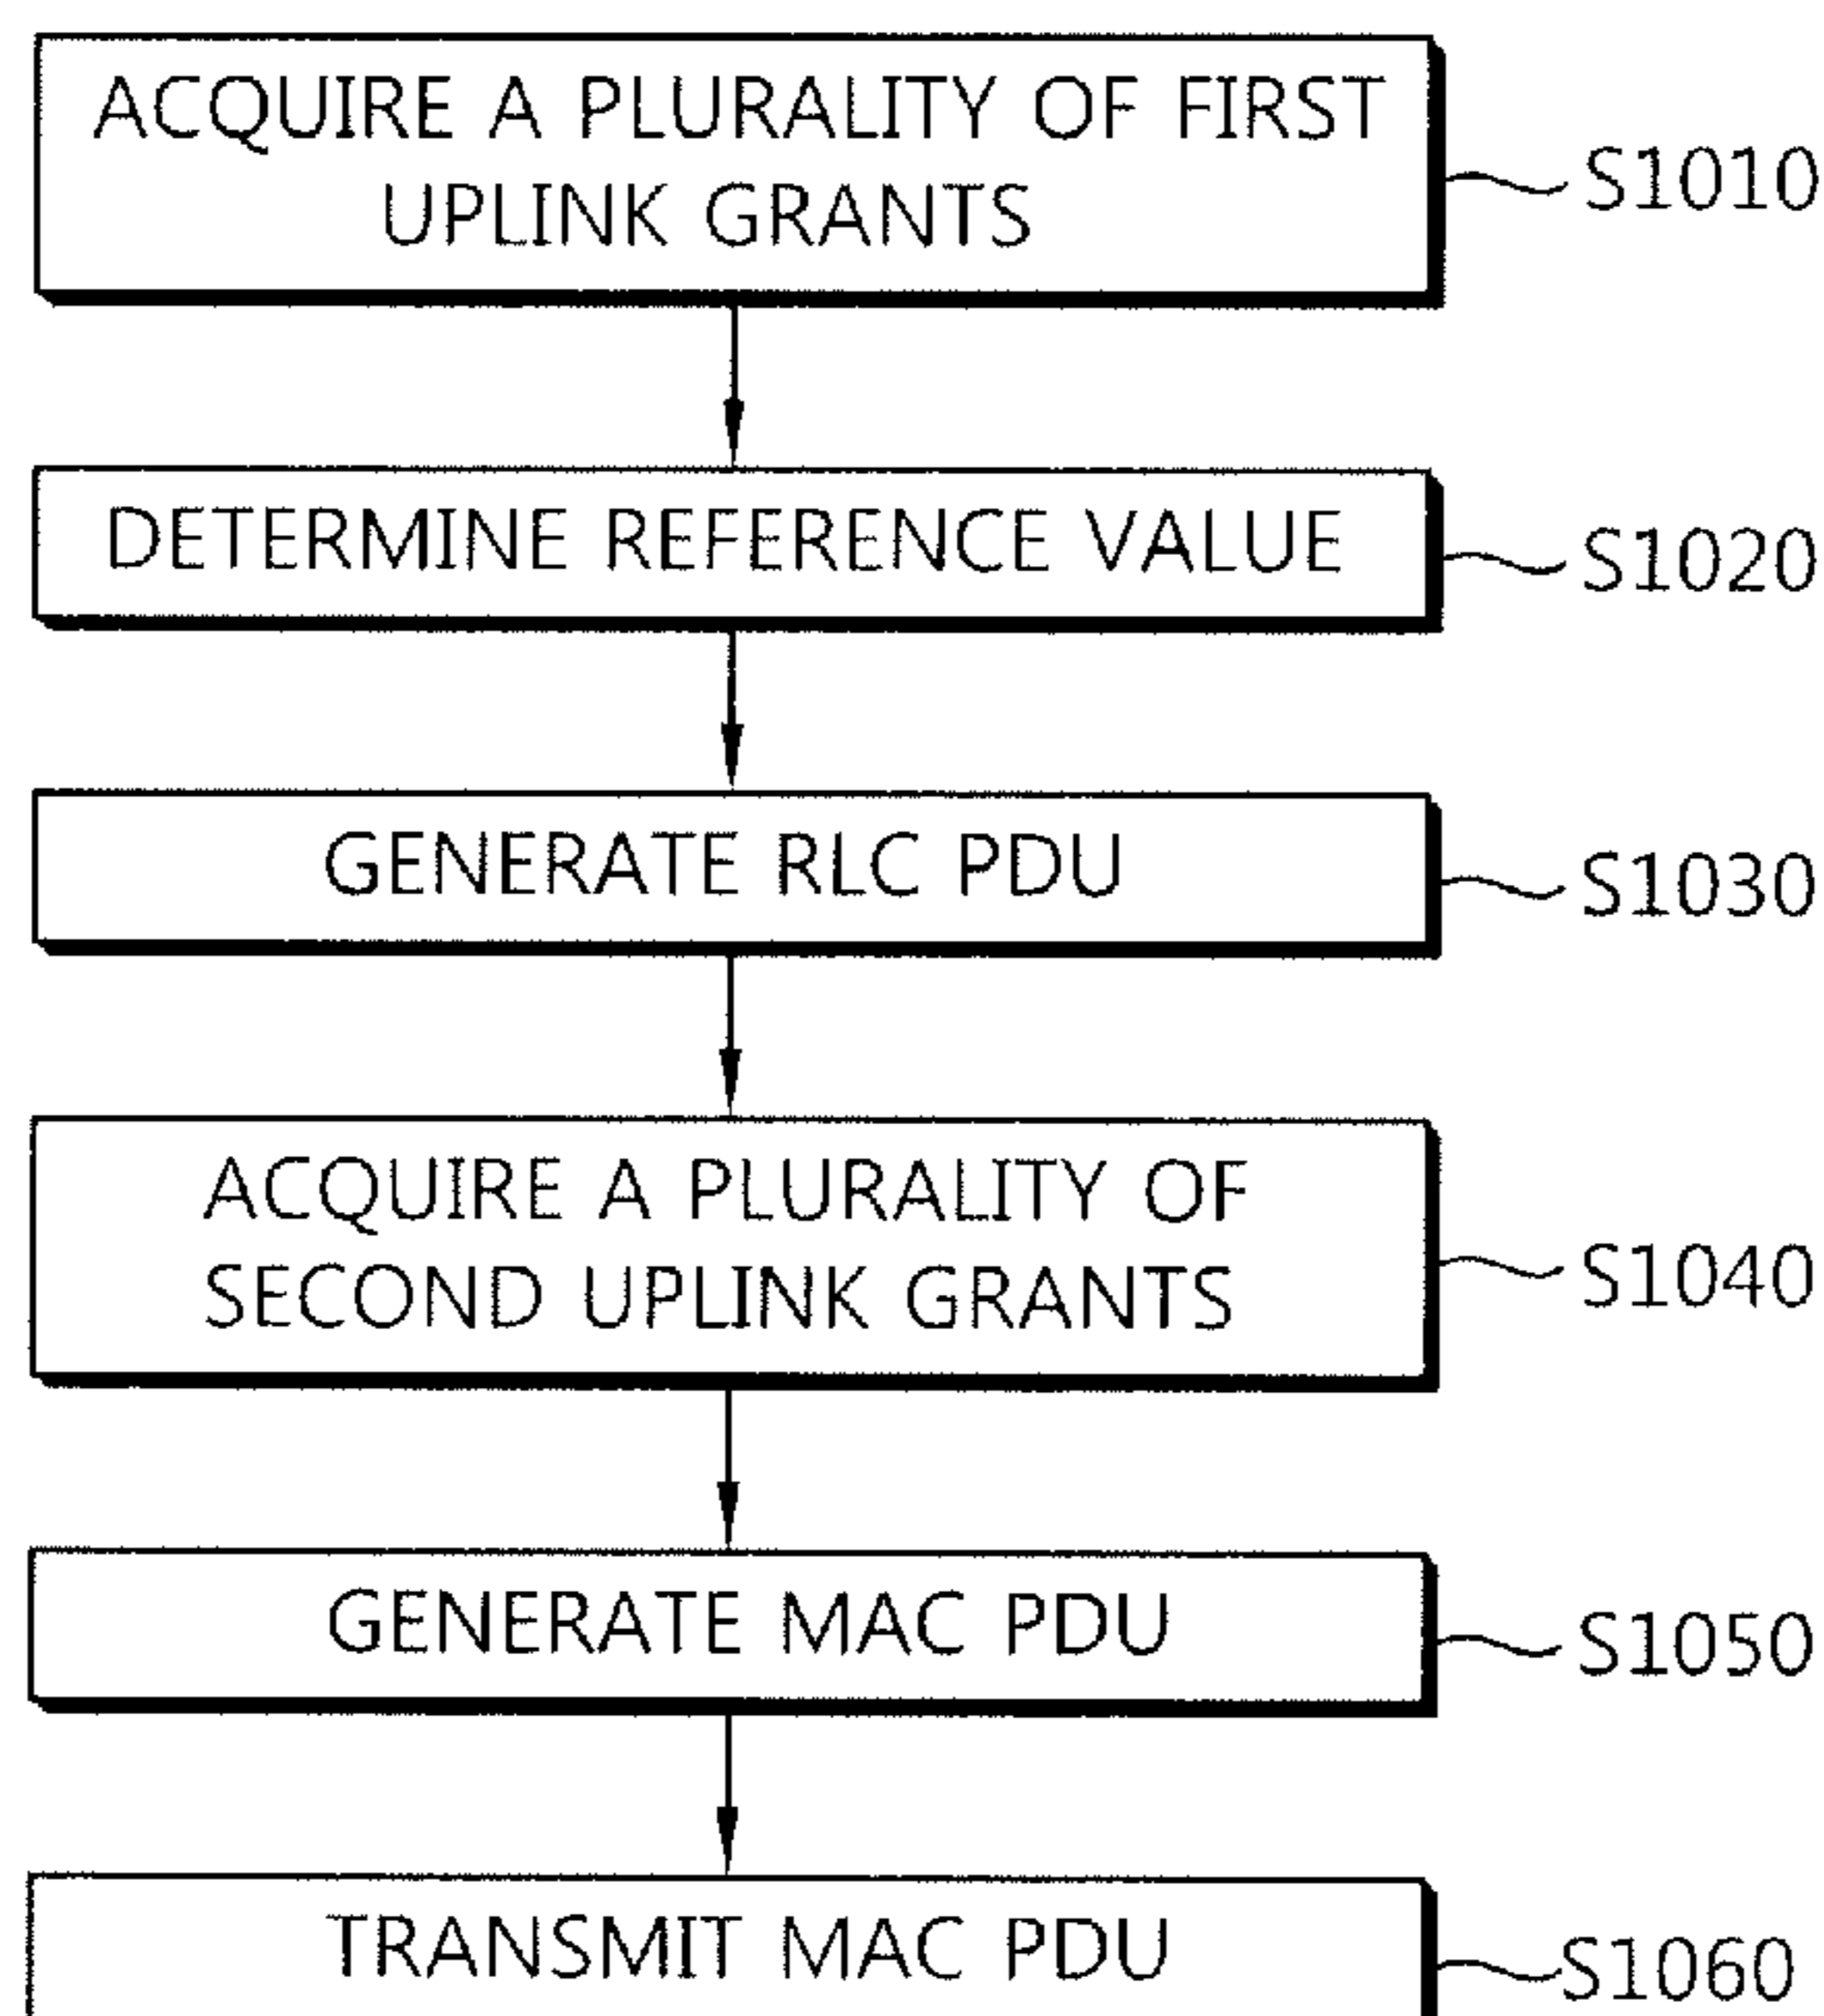 ACQUIRE A PLURALITY OF FIRST
UPLINK GRANTS
S1010
DETERMINE REFERENCE VALUE
S1020
GENERATE RLC PDU
S1030
ACQUIRE A PLURALITY OF
SECOND UPLINK GRANTS
S1040
GENERATE MAC PDU
S1050
TRANSMIT MAC PDU
S1060